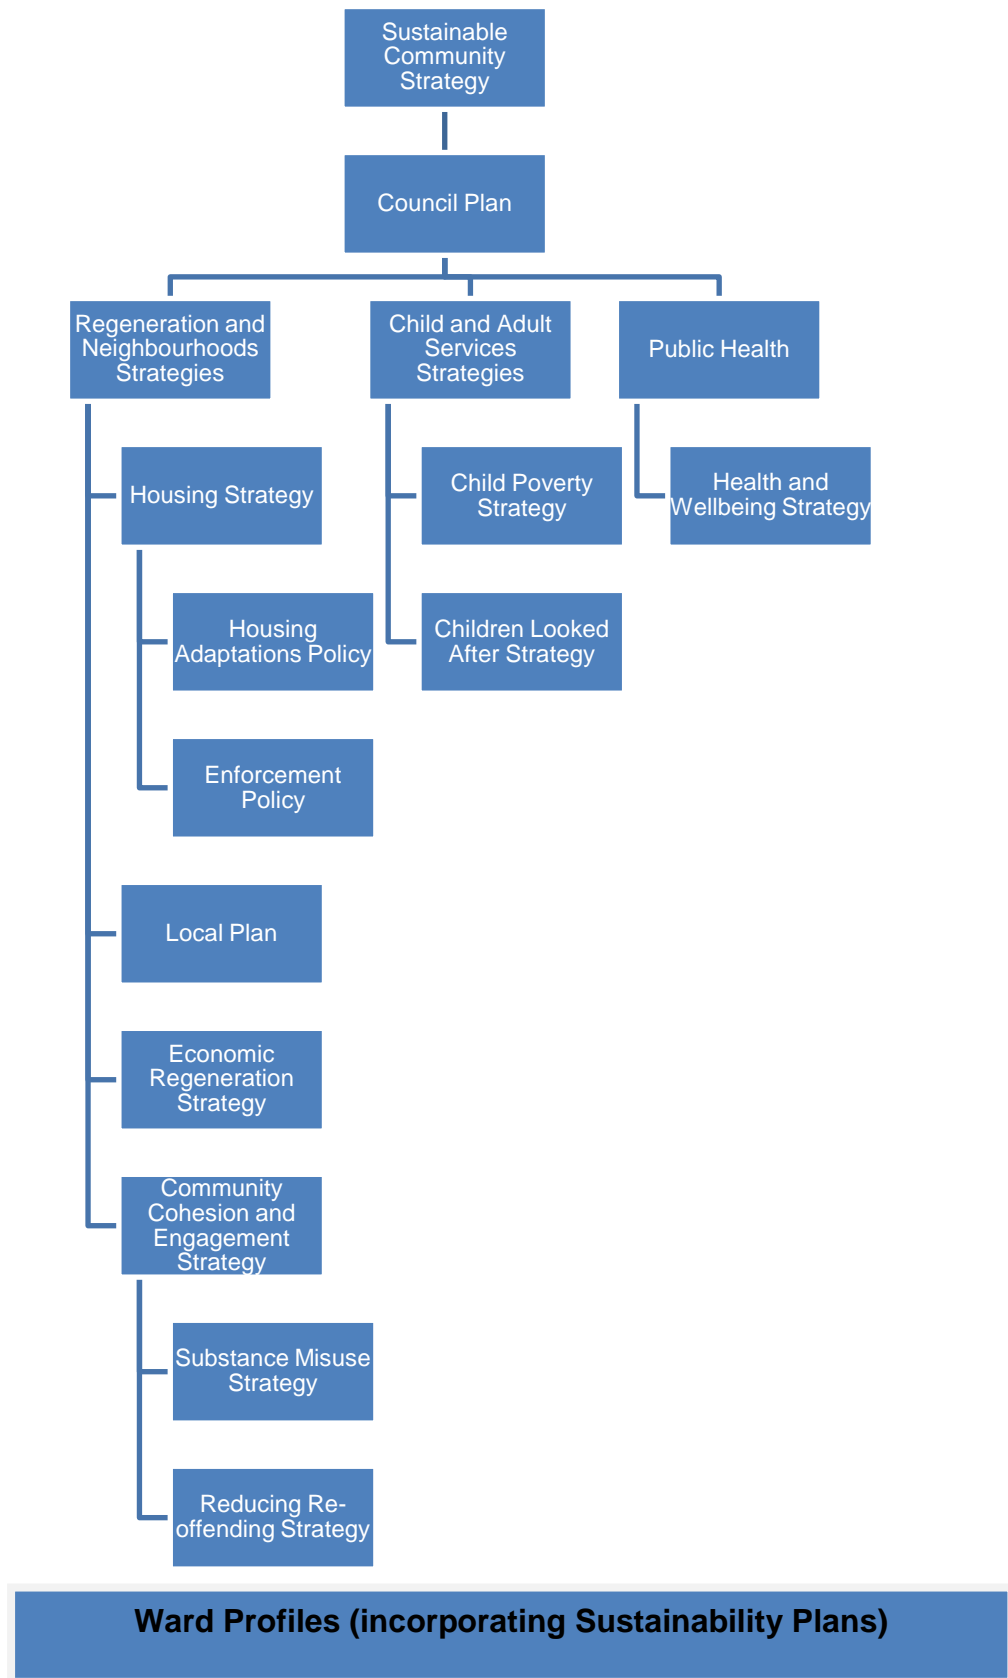 Sustainable
Community
Strategy
Council Plan
Regeneration and
Neighbourhoods
Strategies
Child and Adult
Services
Strategies
Public Health
Housing Strategy
Child Poverty
Strategy
Health and
Wellbeing Strategy
Housing
Adaptations Policy
Children Looked
After Strategy
Enforcement
Policy
Local Plan
Economic
Regeneration
Strategy
Community
Cohesion and
Engagement
Strategy
Substance Misuse
Strategy
Reducing Re-
offending Strategy
Ward Profiles (incorporating Sustainability Plans)